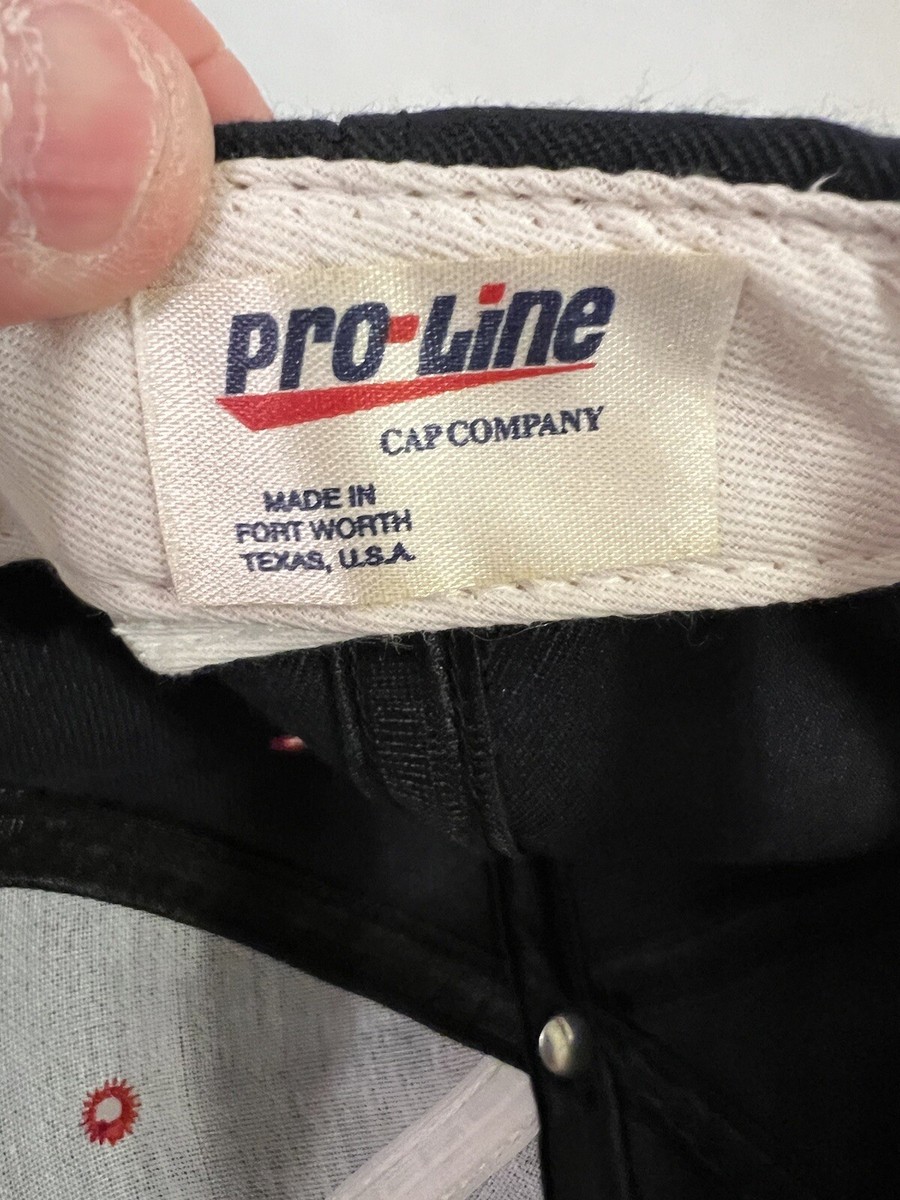 Pro-Line
CAP COMPANY
MADE IN
FORT WORTH
TEXAS, U.S.A.